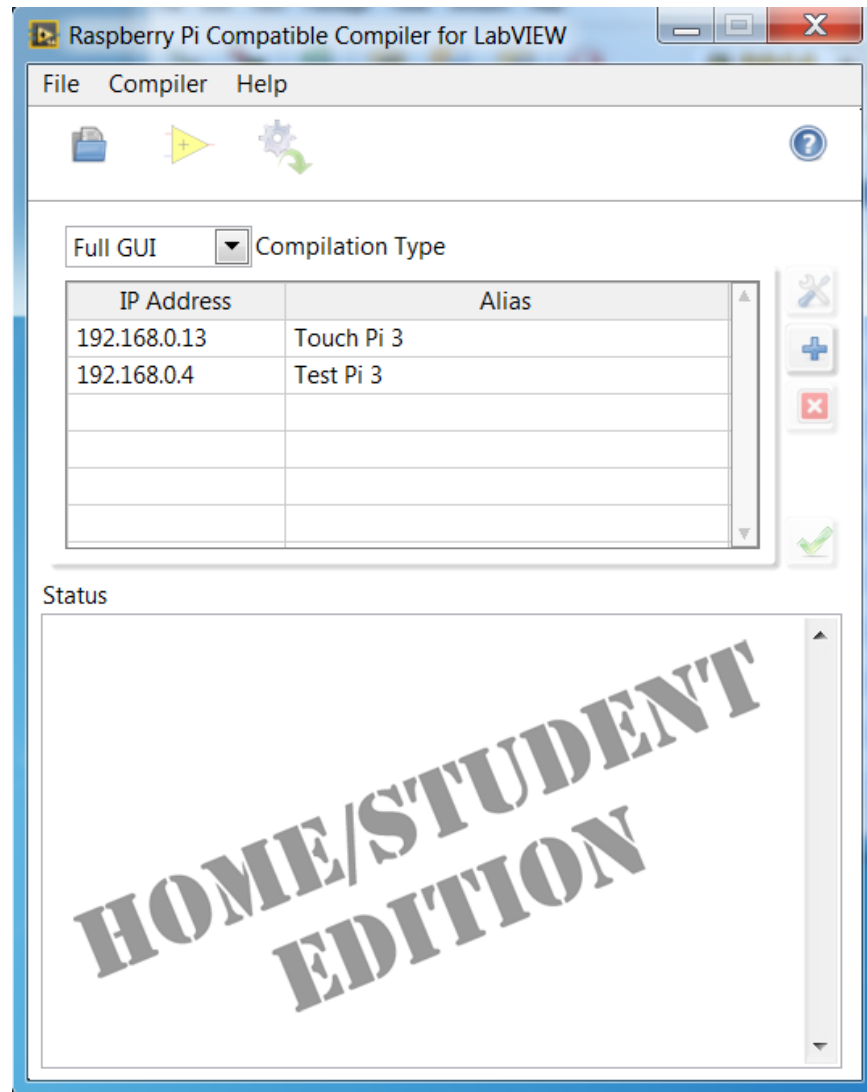 Raspberry Pi Compatible Compiler for LabVIEW
File Compiler Help
Full GUI Compilation Type
IP Address Alias
192.168.0.13 Touch Pi 3
192.168.0.4 Test Pi 3
Status
HOME/STUDENT
EDITION